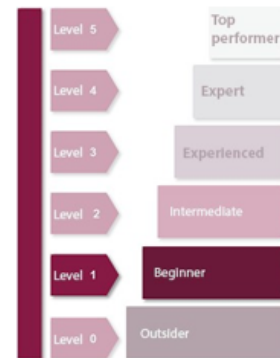 Level 5
Top
performer
Level 4
Expert
Level 3
Experienced
Level 2
Intermediate
Level 1
Beginner
Level 0
Outsider